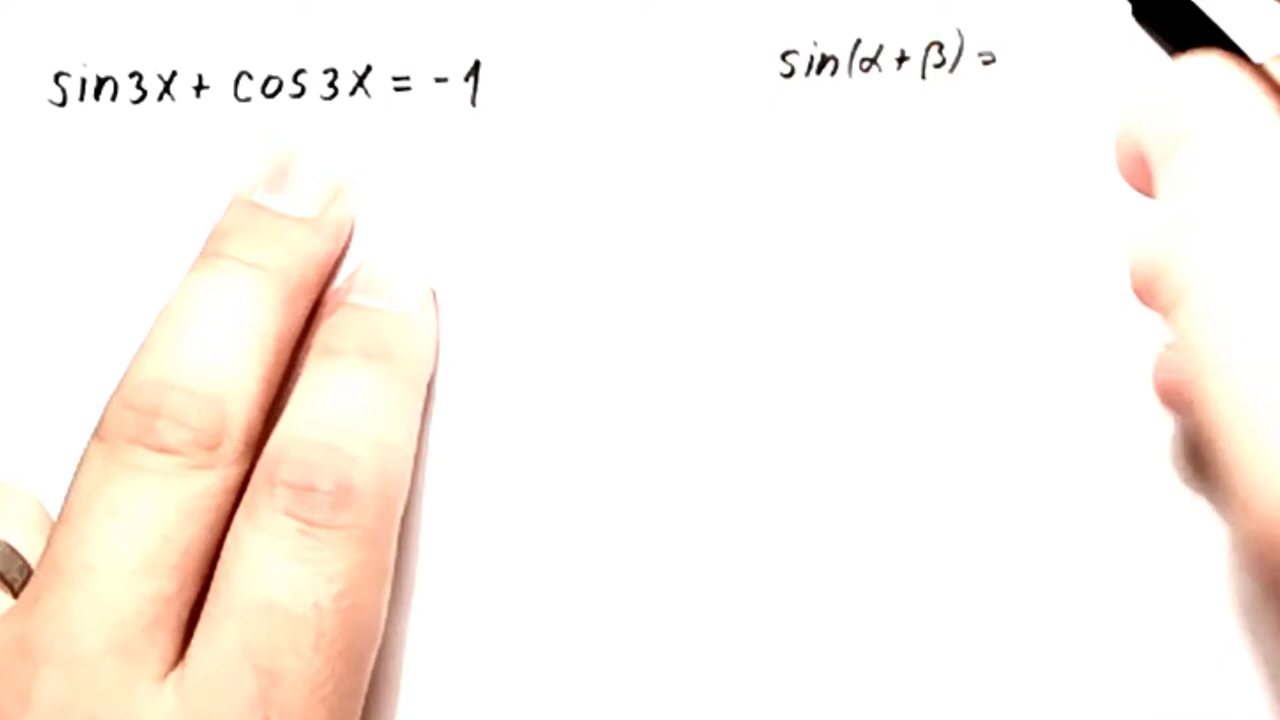 sin3x + cos3x = -1
sin(α + β) =